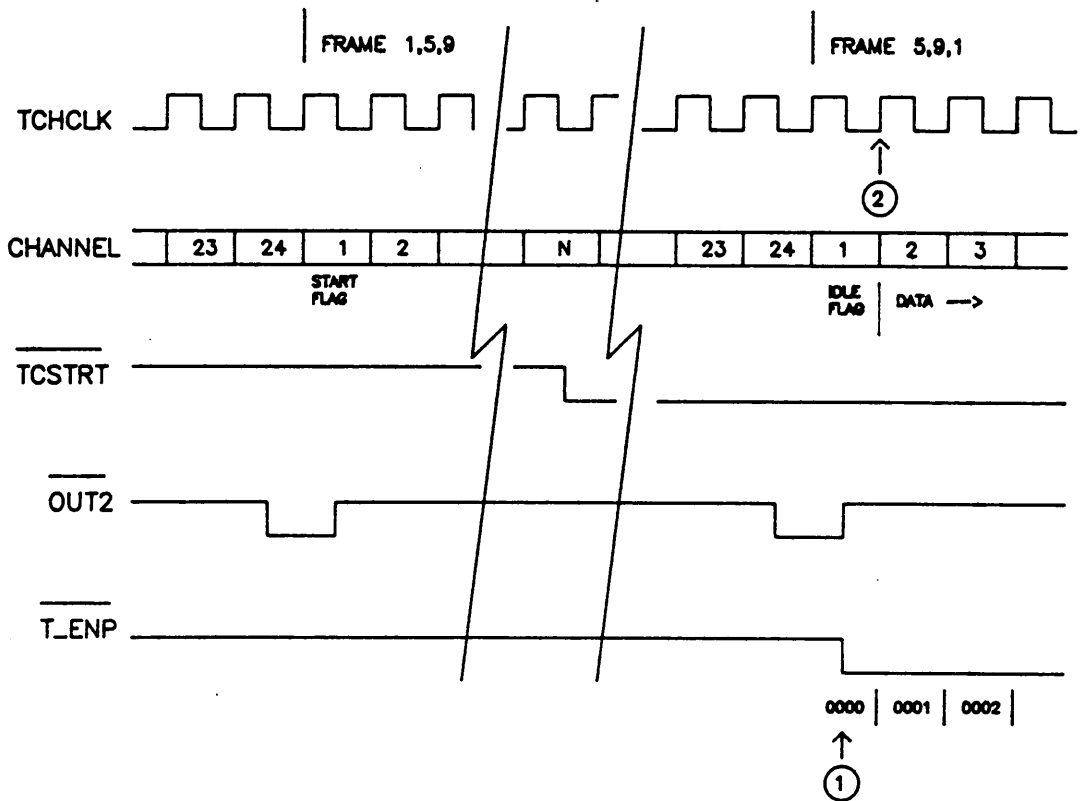 FRAME 1,5,9
FRAME 5,9,1
TCHCLK
2
CHANNEL
23 24 1 2 N 23 24 1 2 3
START
FLAG
IDLE
FLAG
DATA —>
TCSTRT
OUT2
T_ENP
0000 0001 0002
1